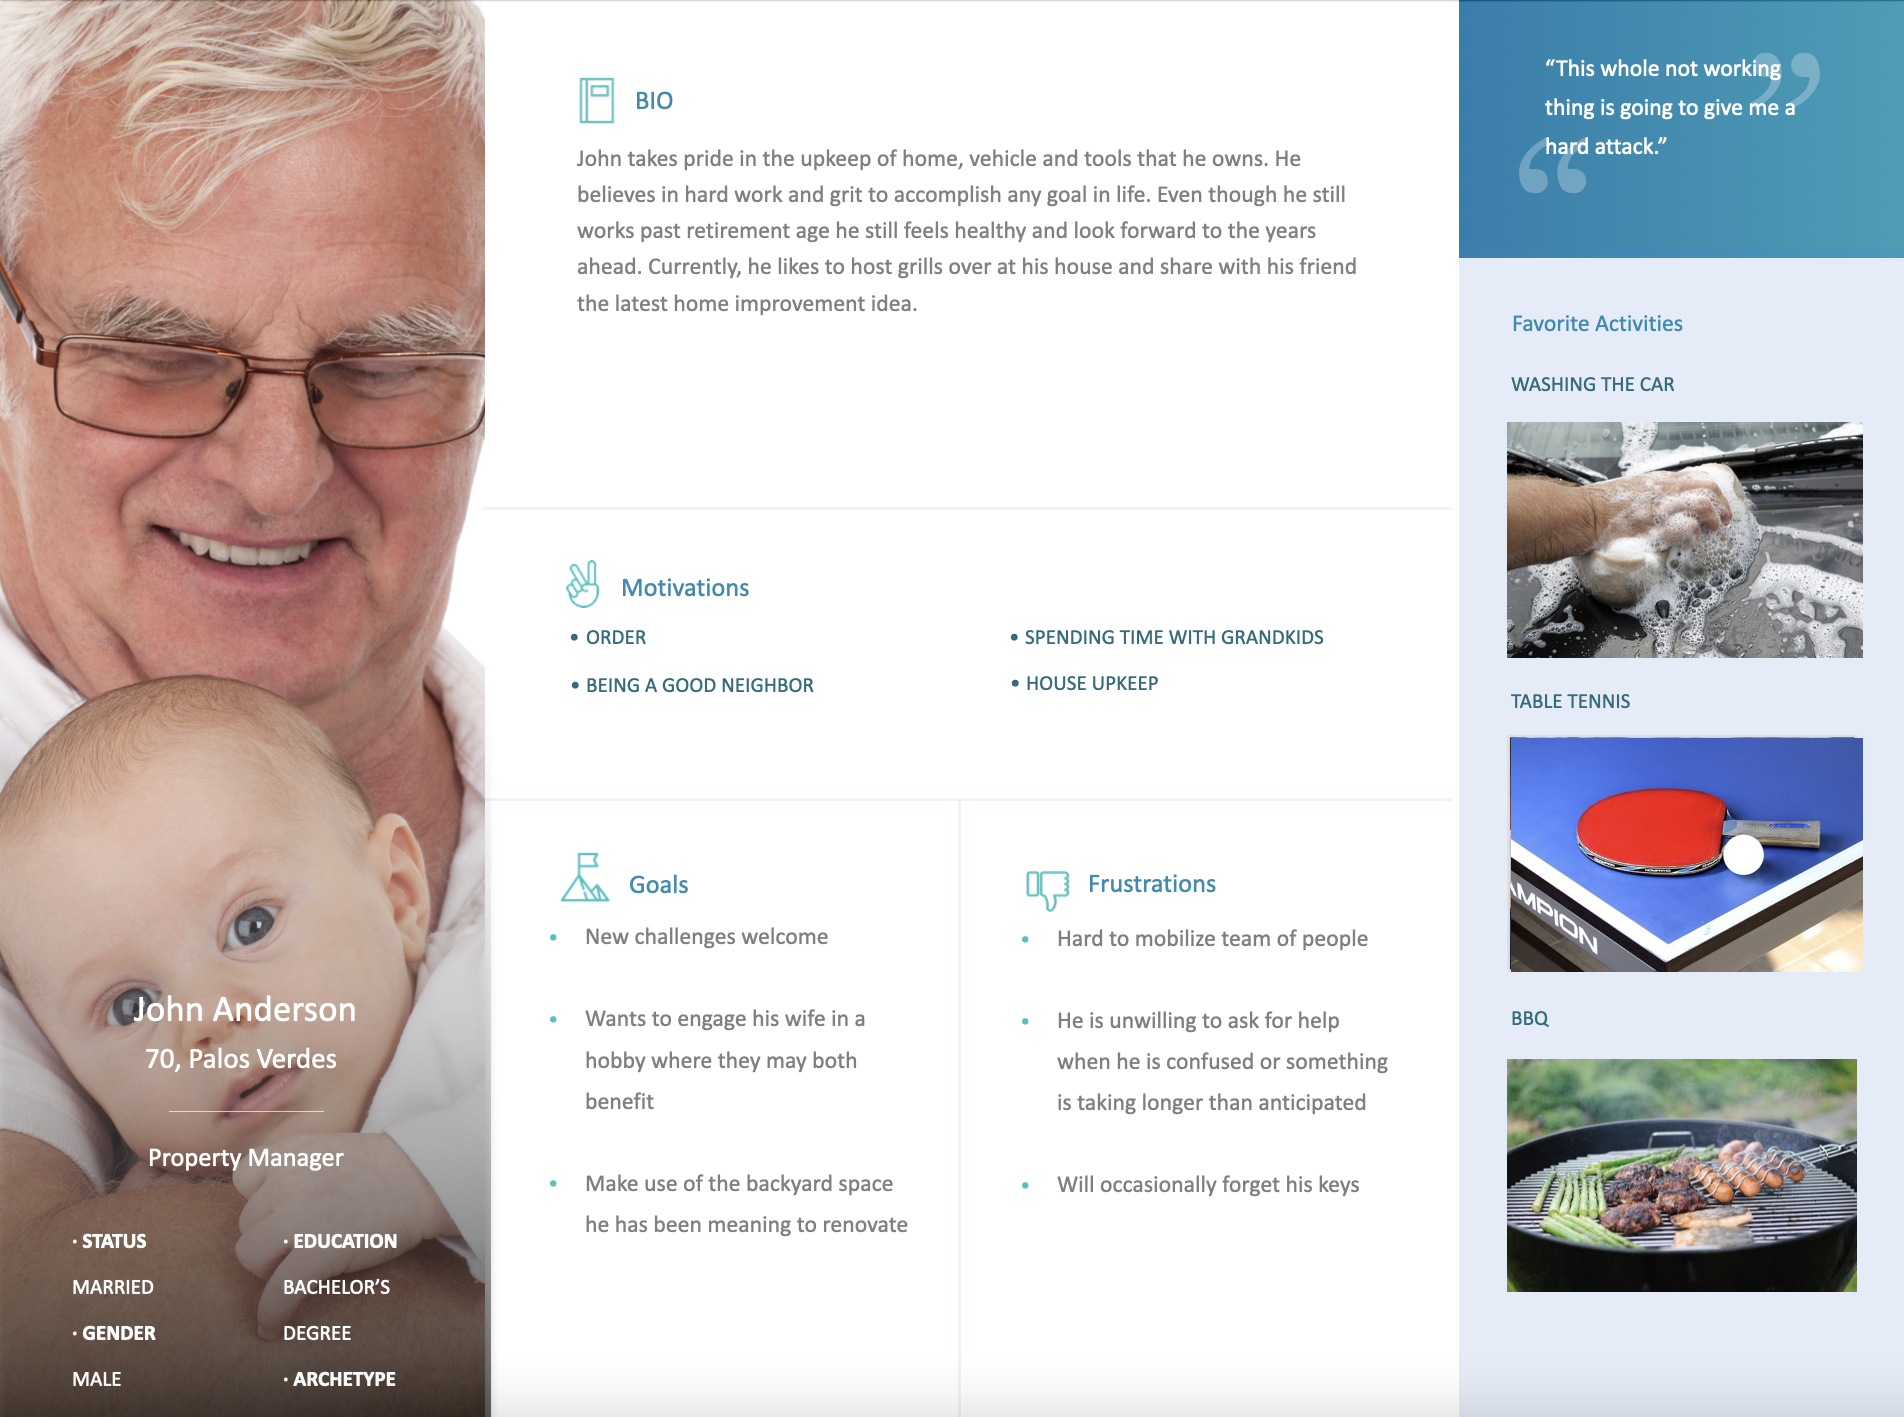 John Anderson
70, Palos Verdes
Property Manager
· STATUS
MARRIED
· GENDER
MALE
· EDUCATION
BACHELOR’S
DEGREE
· ARCHETYPE
BIO
John takes pride in the upkeep of home, vehicle and tools that he owns. He
believes in hard work and grit to accomplish any goal in life. Even though he still
works past retirement age he still feels healthy and look forward to the years
ahead. Currently, he likes to host grills over at his house and share with his friend
the latest home improvement idea.
Motivations
• ORDER
• BEING A GOOD NEIGHBOR
• SPENDING TIME WITH GRANDKIDS
• HOUSE UPKEEP
Goals
• New challenges welcome
• Wants to engage his wife in a
hobby where they may both
benefit
• Make use of the backyard space
he has been meaning to renovate
Frustrations
• Hard to mobilize team of people
• He is unwilling to ask for help
when he is confused or something
is taking longer than anticipated
• Will occasionally forget his keys
“This whole not working
thing is going to give me a
hard attack.”
Favorite Activities
WASHING THE CAR
TABLE TENNIS
AMPION
BBQ